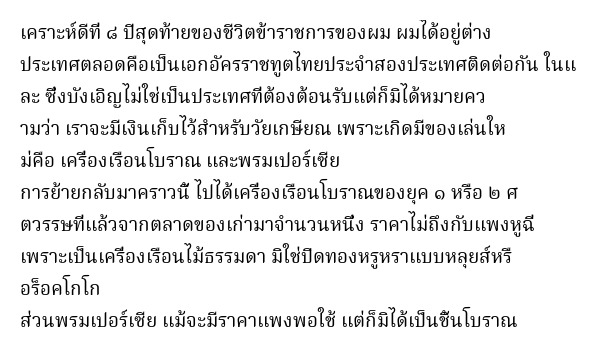 เคราะห์ดีที่ ๘ ปีสุดท้ายของชีวิตข้าราชการของผม ผมได้อยู่ต่าง
ประเทศตลอดคือเป็นเอกอัครราชทูตไทยประจำสองประเทศติดต่อกัน ในแ
ละ ซึ่งบังเอิญไม่ใช่เป็นประเทศที่ต้องต้อนรับแต่ก็มิได้หมายคว
ามว่า เราจะมีเงินเก็บไว้สำหรับวัยเกษียณ เพราะเกิดมีของเล่นให
ม่คือ เครื่องเรือนโบราณ และพรมเปอร์เซีย
การย้ายกลับมาคราวนี้ ไปได้เครื่องเรือนโบราณของยุค ๑ หรือ ๒ ศ
ตวรรษที่แล้วจากตลาดของเก่ามาจำนวนหนึ่ง ราคาไม่ถึงกับแพงหูฉี่
เพราะเป็นเครื่องเรือนไม้ธรรมดา มิใช่ปิดทองหรูหราแบบหลุยส์หรื
อร็อคโกโก
ส่วนพรมเปอร์เซีย แม้จะมีราคาแพงพอใช้ แต่ก็มิได้เป็นชิ้นโบราณ